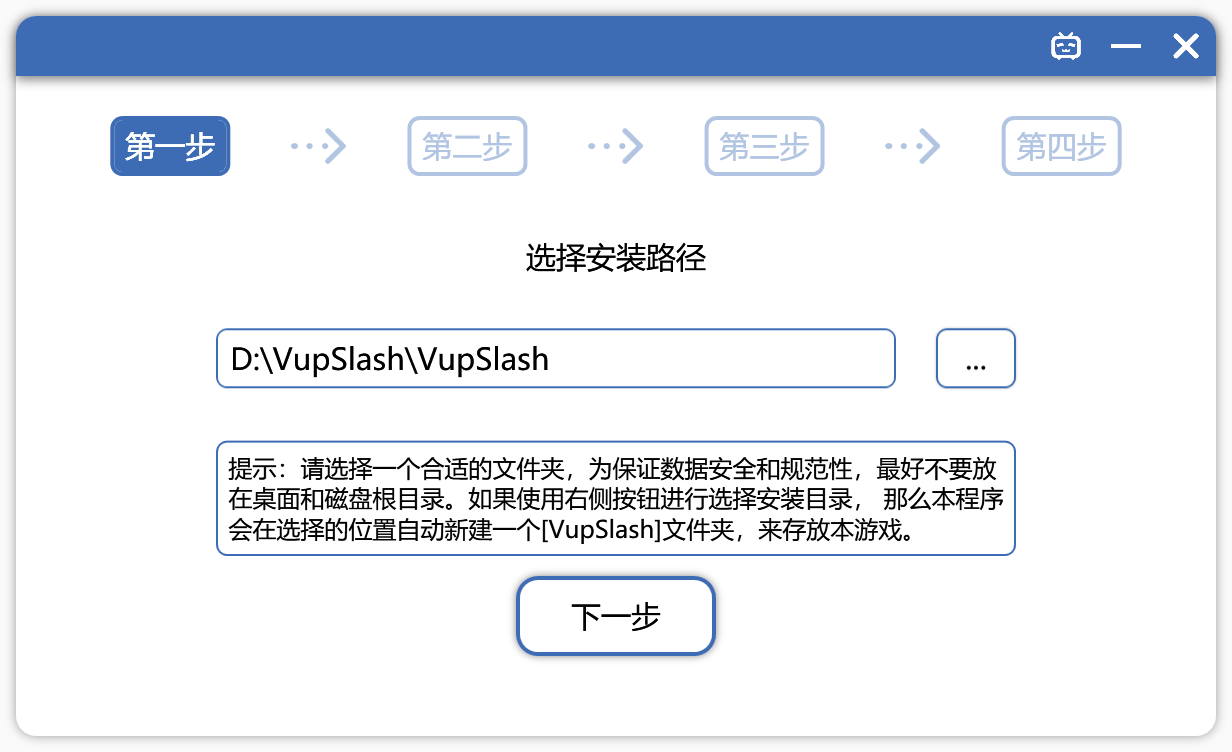 第一步 第二步 第三步 第四步
选择安装路径
D:\VupSlash\VupSlash ...
提示：请选择一个合适的文件夹，为保证数据安全和规范性，最好不要放
在桌面和磁盘根目录。如果使用右侧按钮进行选择安装目录， 那么本程序
会在选择的位置自动新建一个[VupSlash]文件夹，来存放本游戏。
下一步